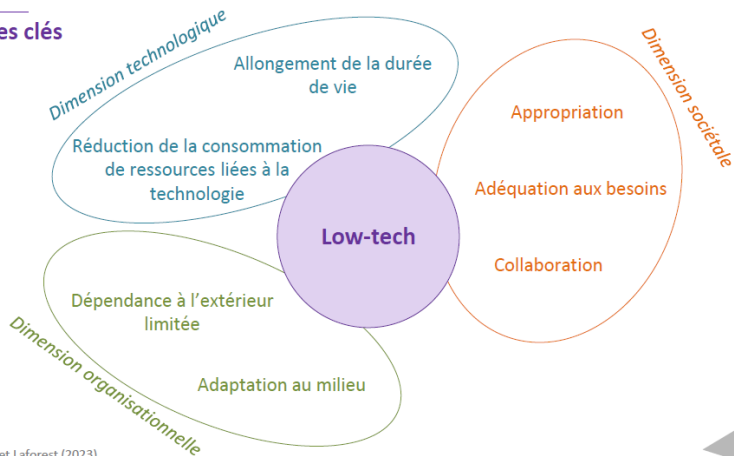 es clés
Dimension technologique
Allongement de la durée
de vie
Réduction de la consommation
de ressources liées à la
technologie
Dimension sociétale
Appropriation
Adéquation aux besoins
Collaboration
Low-tech
Dépendance à l’extérieur
limitée
Adaptation au milieu
Dimension organisationnelle
et Laforest (2023)